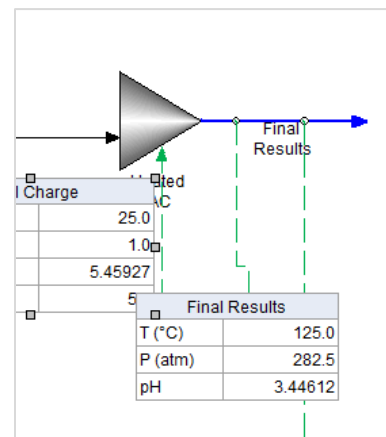 Final
Results
l Charge
25.0
1.0
5.45927
5
Final Results
T (°C) 125.0
P (atm) 282.5
pH 3.44612